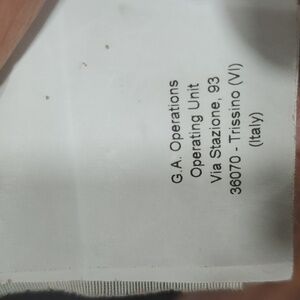 G.A. Operations
Operating Unit
Via Stazione, 93
36070 - Trissino (VI)
(Italy)